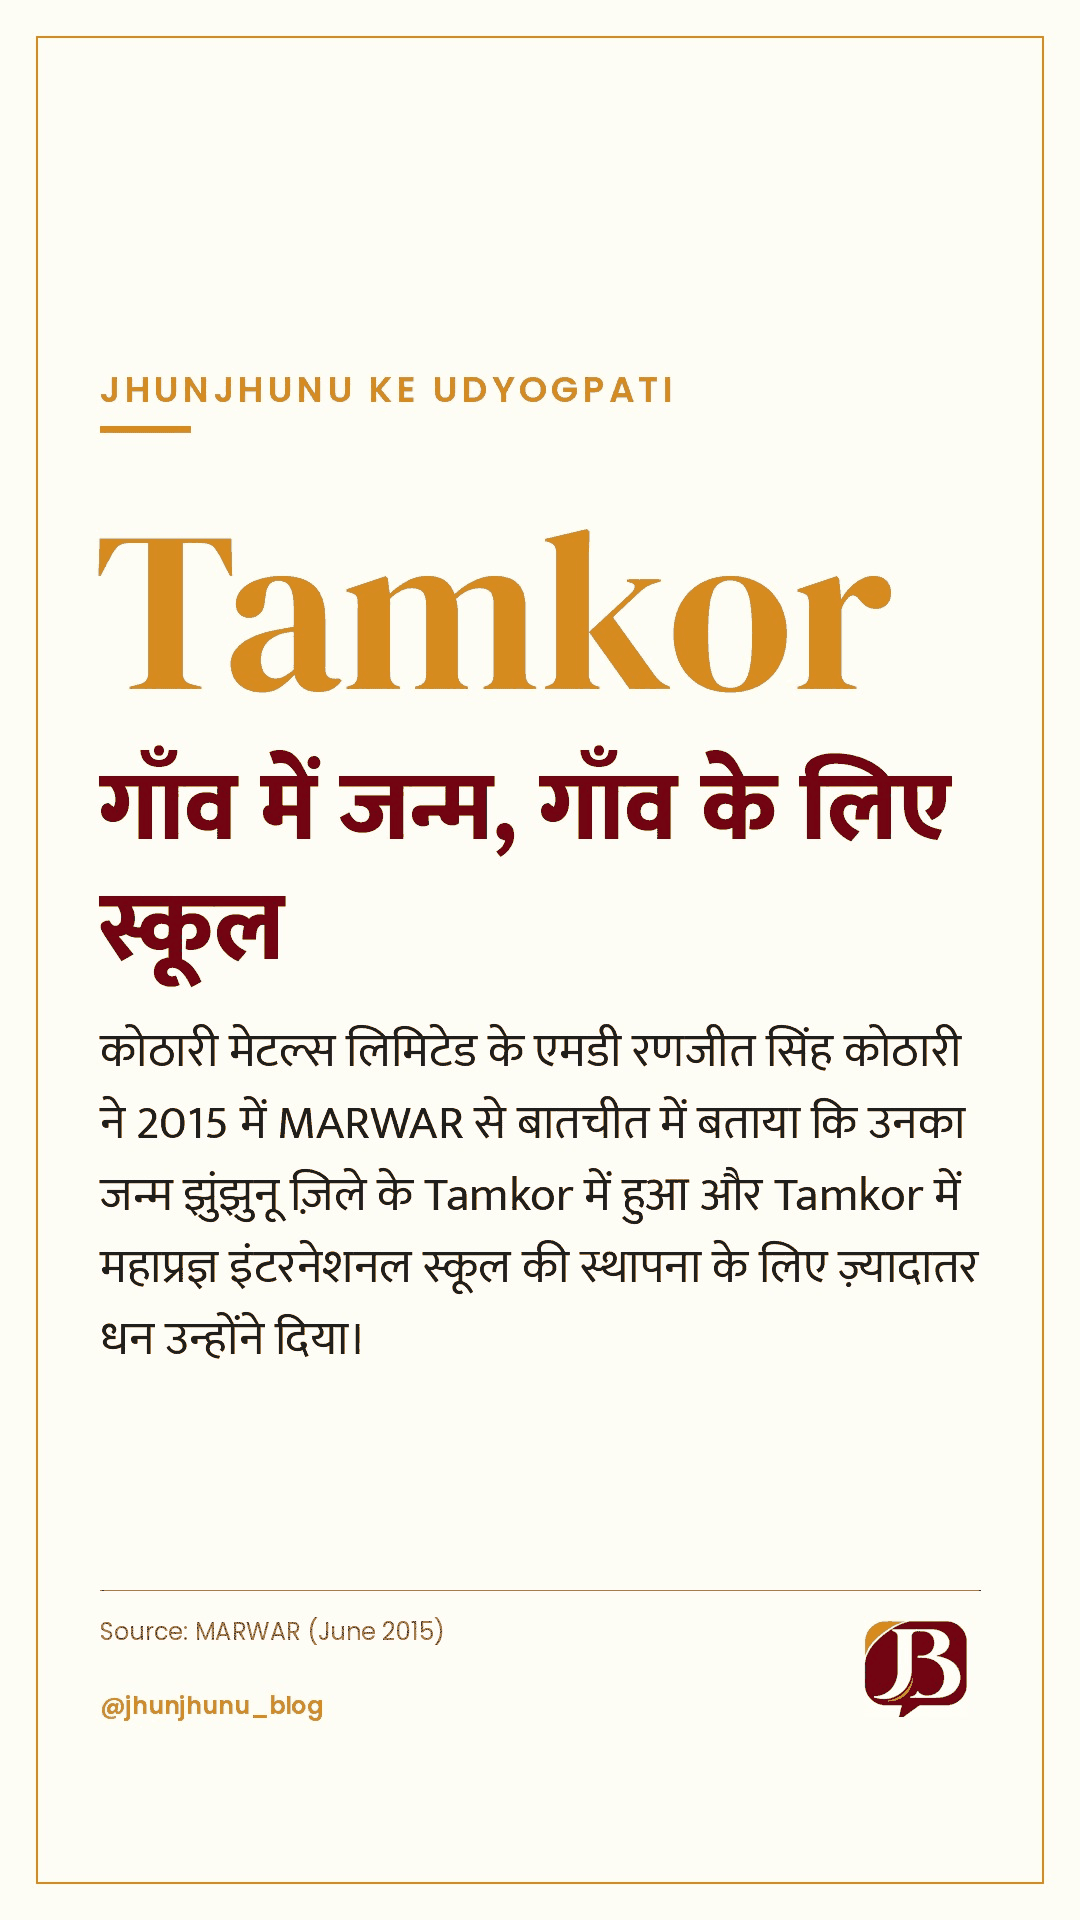 JHUNJHUNU KE UDYOGPATI
Tamkor
गाँव में जन्म, गाँव के लिए
स्कूल
कोठारी मेटल्स लिमिटेड के एमडी रणजीत सिंह कोठारी
ने 2015 में MARWAR से बातचीत में बताया कि उनका
जन्म झुंझुनू ज़िले के Tamkor में हुआ और Tamkor में
महाप्रज्ञ इंटरनेशनल स्कूल की स्थापना के लिए ज़्यादातर
धन उन्होंने दिया।
Source: MARWAR (June 2015)
JB
@jhunjhunu_blog